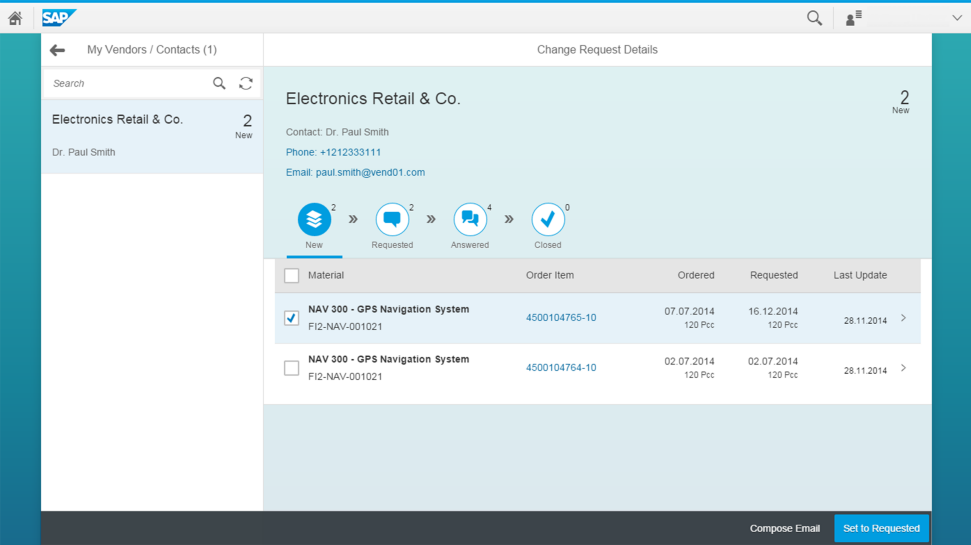 SAP
My Vendors / Contacts (1)
Change Request Details
Search
Electronics Retail & Co.
2
New
Dr. Paul Smith
Electronics Retail & Co.
2
New
Contact: Dr. Paul Smith
Phone: +1212333111
Email: paul.smith@vend01.com
2
New
2
Requested
4
Answered
0
Closed
Material Order Item Ordered Requested Last Update
NAV 300 - GPS Navigation System
FI2-NAV-001021
4500104765-10
07.07.2014
120 Pcc
16.12.2014
120 Pcc
28.11.2014
NAV 300 - GPS Navigation System
FI2-NAV-001021
4500104764-10
02.07.2014
120 Pcc
02.07.2014
120 Pcc
28.11.2014
Compose Email
Set to Requested